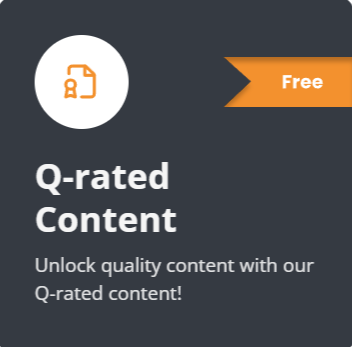 Free
Q-rated
Content
Unlock quality content with our
Q-rated content!